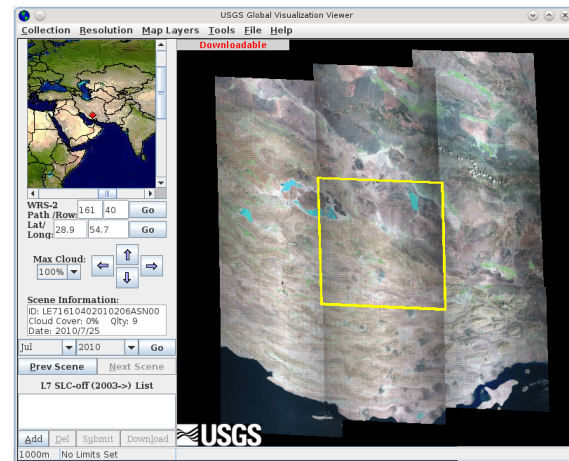 USGS Global Visualization Viewer
Collection Resolution Map Layers Tools File Help
Downloadable
WRS-2
Path /Row: 161 40 Go
Lat/
Long: 28.9 54.7 Go
Max Cloud:
100%
Scene Information:
ID: LE71610402010206ASN00
Cloud Cover: 0% Qlty: 9
Date: 2010/7/25
Jul 2010 Go
Prev Scene Next Scene
L7 SLC-off (2003->) List
Add Del Submit Download
USGS
1000m No Limits Set